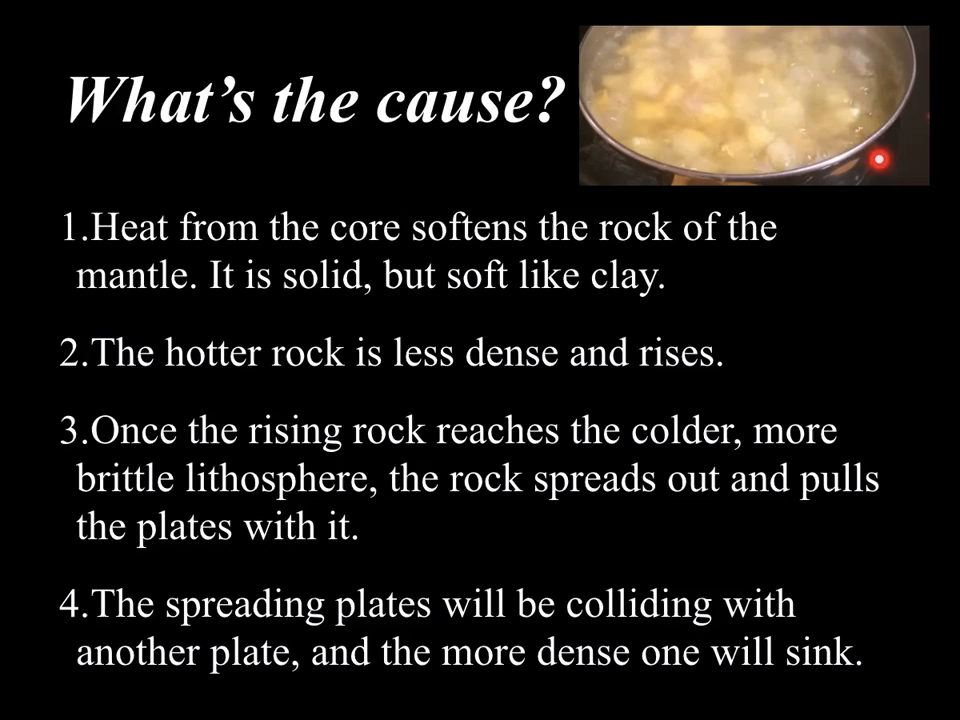 What’s the cause?
1.Heat from the core softens the rock of the
mantle. It is solid, but soft like clay.
2.The hotter rock is less dense and rises.
3.Once the rising rock reaches the colder, more
brittle lithosphere, the rock spreads out and pulls
the plates with it.
4.The spreading plates will be colliding with
another plate, and the more dense one will sink.